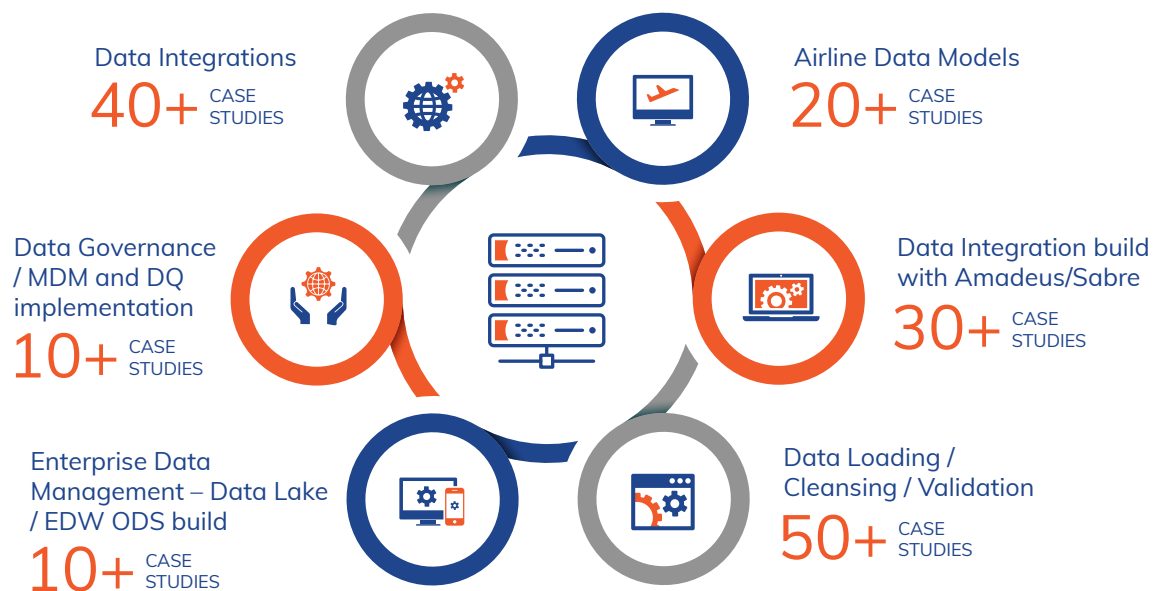 Data Integrations
40+ CASE
STUDIES
Airline Data Models
20+ CASE
STUDIES
Data Governance
/ MDM and DQ
implementation
10+ CASE
STUDIES
Data Integration build
with Amadeus/Sabre
30+ CASE
STUDIES
Enterprise Data
Management – Data Lake
/ EDW ODS build
10+ CASE
STUDIES
Data Loading /
Cleansing / Validation
50+ CASE
STUDIES